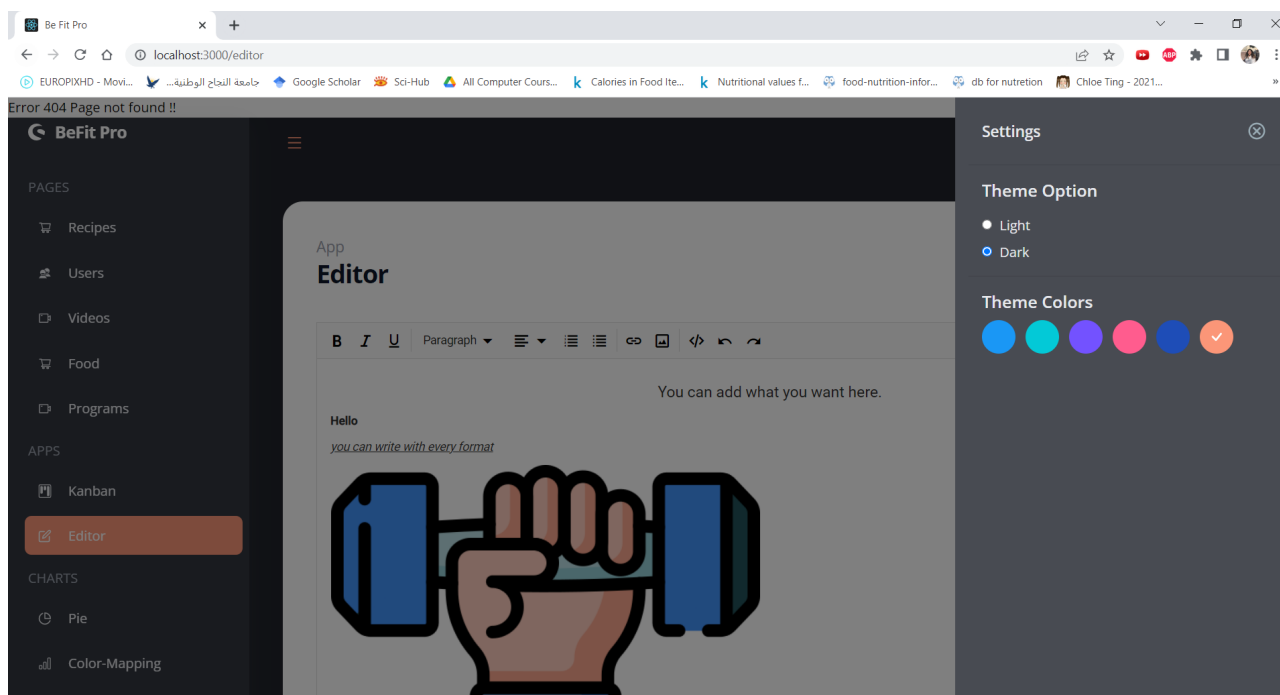 Be Fit Pro
localhost:3000/editor
EUROPIXHD - Movi...
جامعة النجاح الوطنية...
Google Scholar
Sci-Hub
All Computer Cours...
Calories in Food Ite...
Nutritional values f...
food-nutrition-infor...
db for nutretion
Chloe Ting - 2021...
»
Error 404 Page not found !!
BeFit Pro
PAGES
Recipes
Users
Videos
Food
Programs
APPS
Kanban
Editor
CHARTS
Pie
Color-Mapping
App
Editor
B I U Paragraph
You can add what you want here.
Hello
you can write with every format
Settings
Theme Option
Light
Dark
Theme Colors
ABP